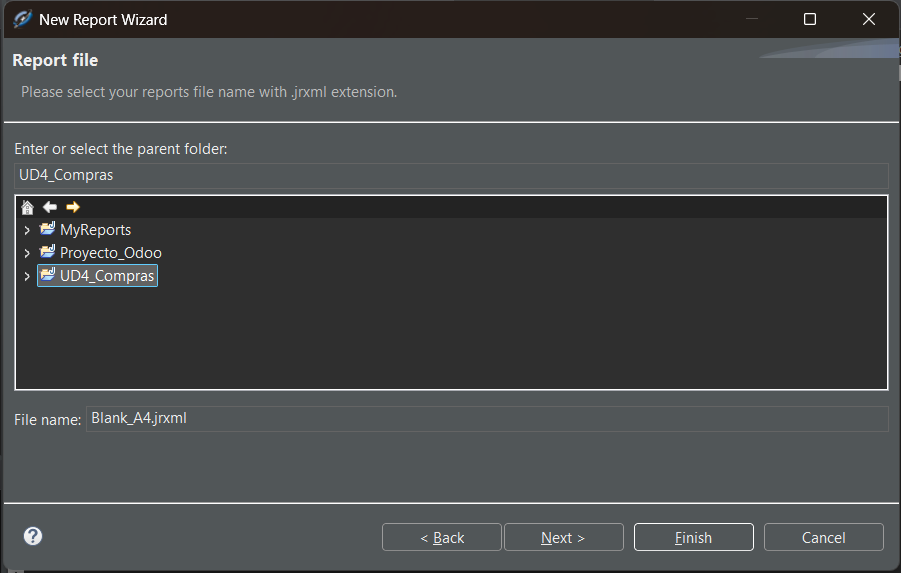 New Report Wizard
Report file
Please select your reports file name with .jrxml extension.
Enter or select the parent folder:
UD4_Compras
MyReports
Proyecto_Odoo
UD4_Compras
File name: Blank_A4.jrxml
? < Back Next > Finish Cancel